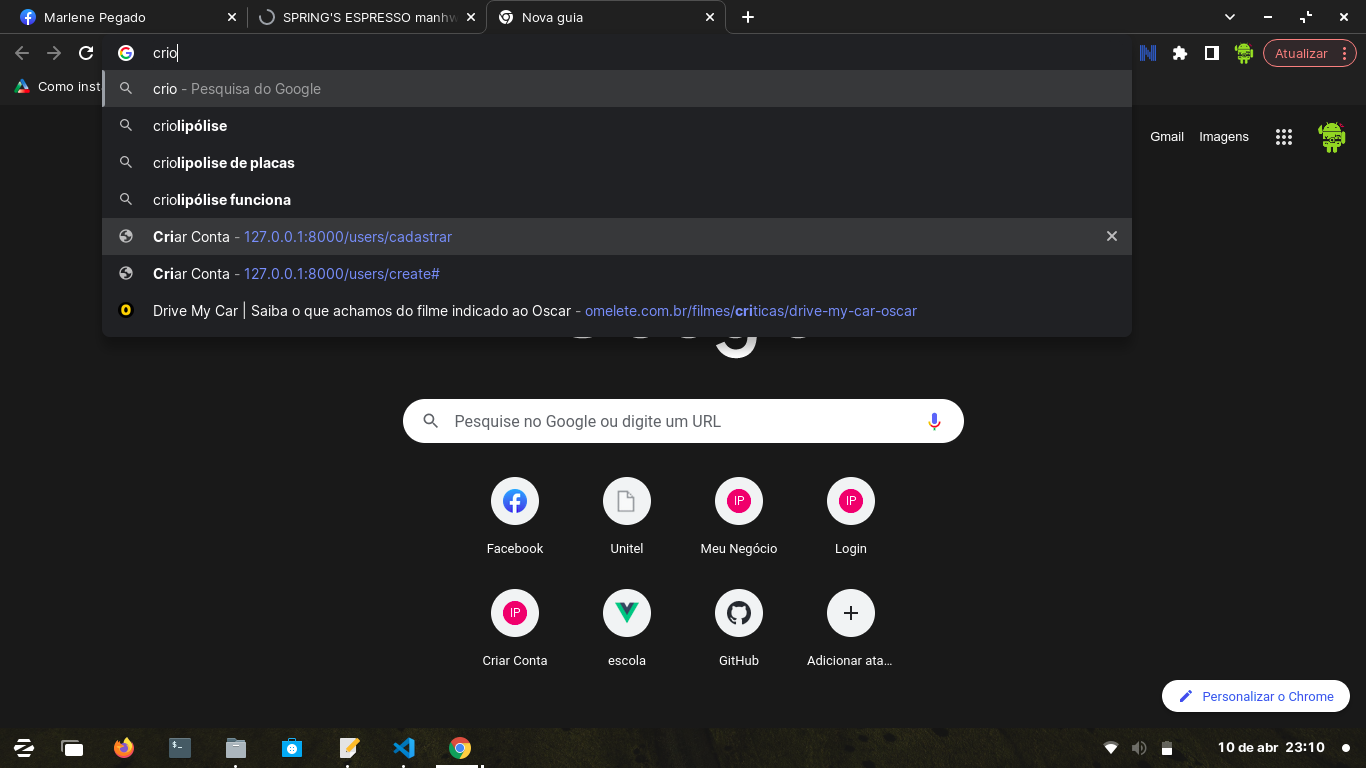 Marlene Pegado
SPRING'S ESPRESSO manhw
Nova guia
crio
Atualizar
Como inst
crio - Pesquisa do Google
criolipólise
criolipolise de placas
criolipólise funciona
Criar Conta - 127.0.0.1:8000/users/cadastrar
Criar Conta - 127.0.0.1:8000/users/create#
Drive My Car | Saiba o que achamos do filme indicado ao Oscar - omelete.com.br/filmes/criticas/drive-my-car-oscar
Gmail Imagens
Pesquise no Google ou digite um URL
IP IP
Facebook Unitel Meu Negócio Login
IP
Criar Conta escola GitHub Adicionar ata...
Personalizar o Chrome
10 de abr 23:10